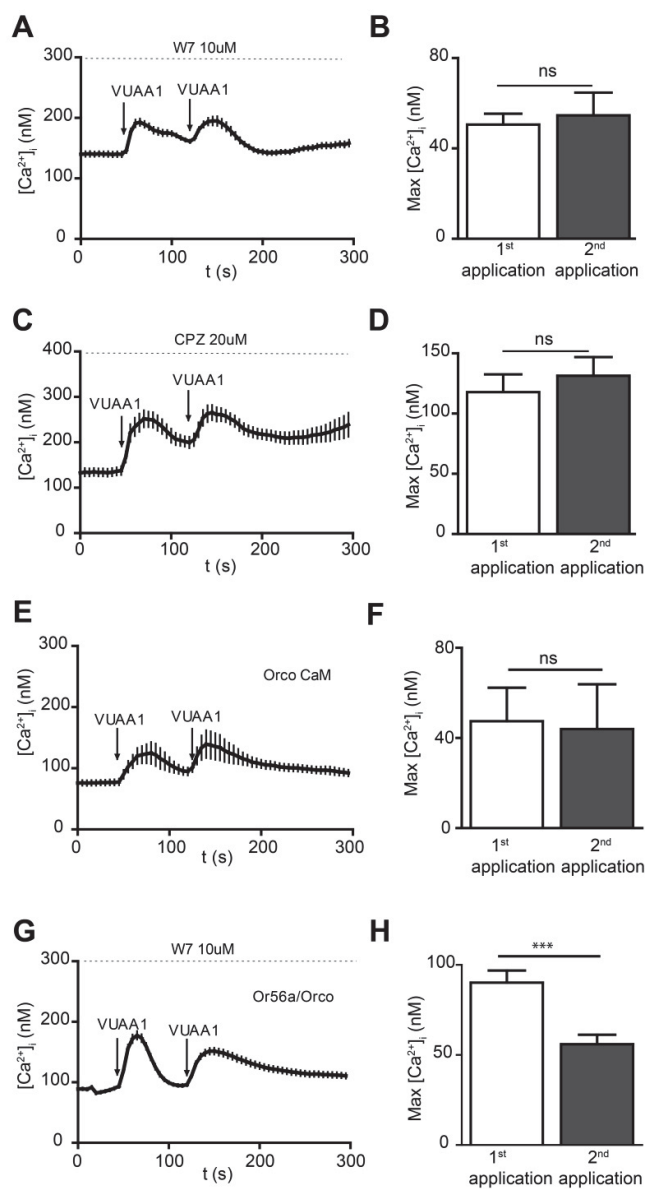 A
W7 10uM
300
200
100
0
[Ca²⁺]ᵢ (nM)
VUAA1
VUAA1
0
100
200
300
t (s)
B
80
40
0
Max [Ca²⁺]ᵢ (nM)
ns
1st application
2nd application
C
CPZ 20uM
400
300
200
100
0
[Ca²⁺]ᵢ (nM)
VUAA1
VUAA1
0
100
200
300
t (s)
D
150
100
50
0
Max [Ca²⁺]ᵢ (nM)
ns
1st application
2nd application
E
300
200
100
0
[Ca²⁺]ᵢ (nM)
Orco CaM
VUAA1
VUAA1
0
100
200
300
t (s)
F
80
40
0
Max [Ca²⁺]ᵢ (nM)
ns
1st application
2nd application
G
W7 10uM
300
200
100
0
[Ca²⁺]ᵢ (nM)
Or56a/Orco
VUAA1
VUAA1
0
100
200
300
t (s)
H
100
50
0
Max [Ca²⁺]ᵢ (nM)
***
1st application
2nd application